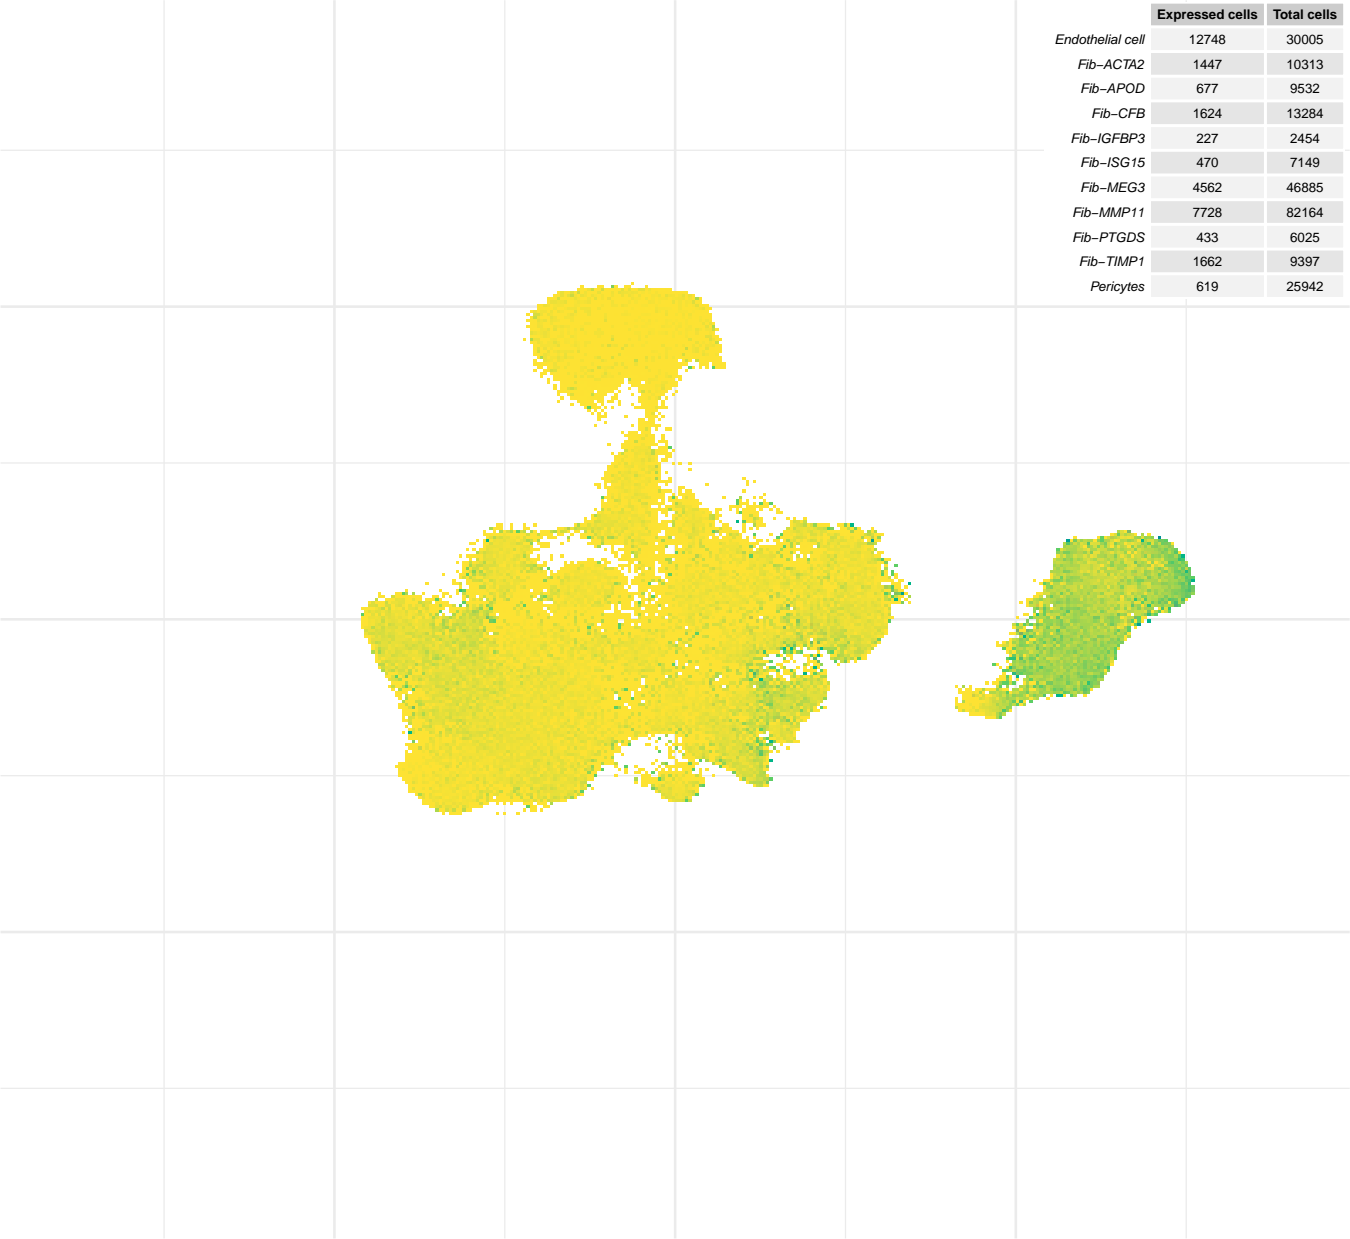 Expressed cells Total cells
Endothelial cell 12748 30005
Fib−ACTA2 1447 10313
Fib−APOD 677 9532
Fib−CFB 1624 13284
Fib−IGFBP3 227 2454
Fib−ISG15 470 7149
Fib−MEG3 4562 46885
Fib−MMP11 7728 82164
Fib−PTGDS 433 6025
Fib−TIMP1 1662 9397
Pericytes 619 25942